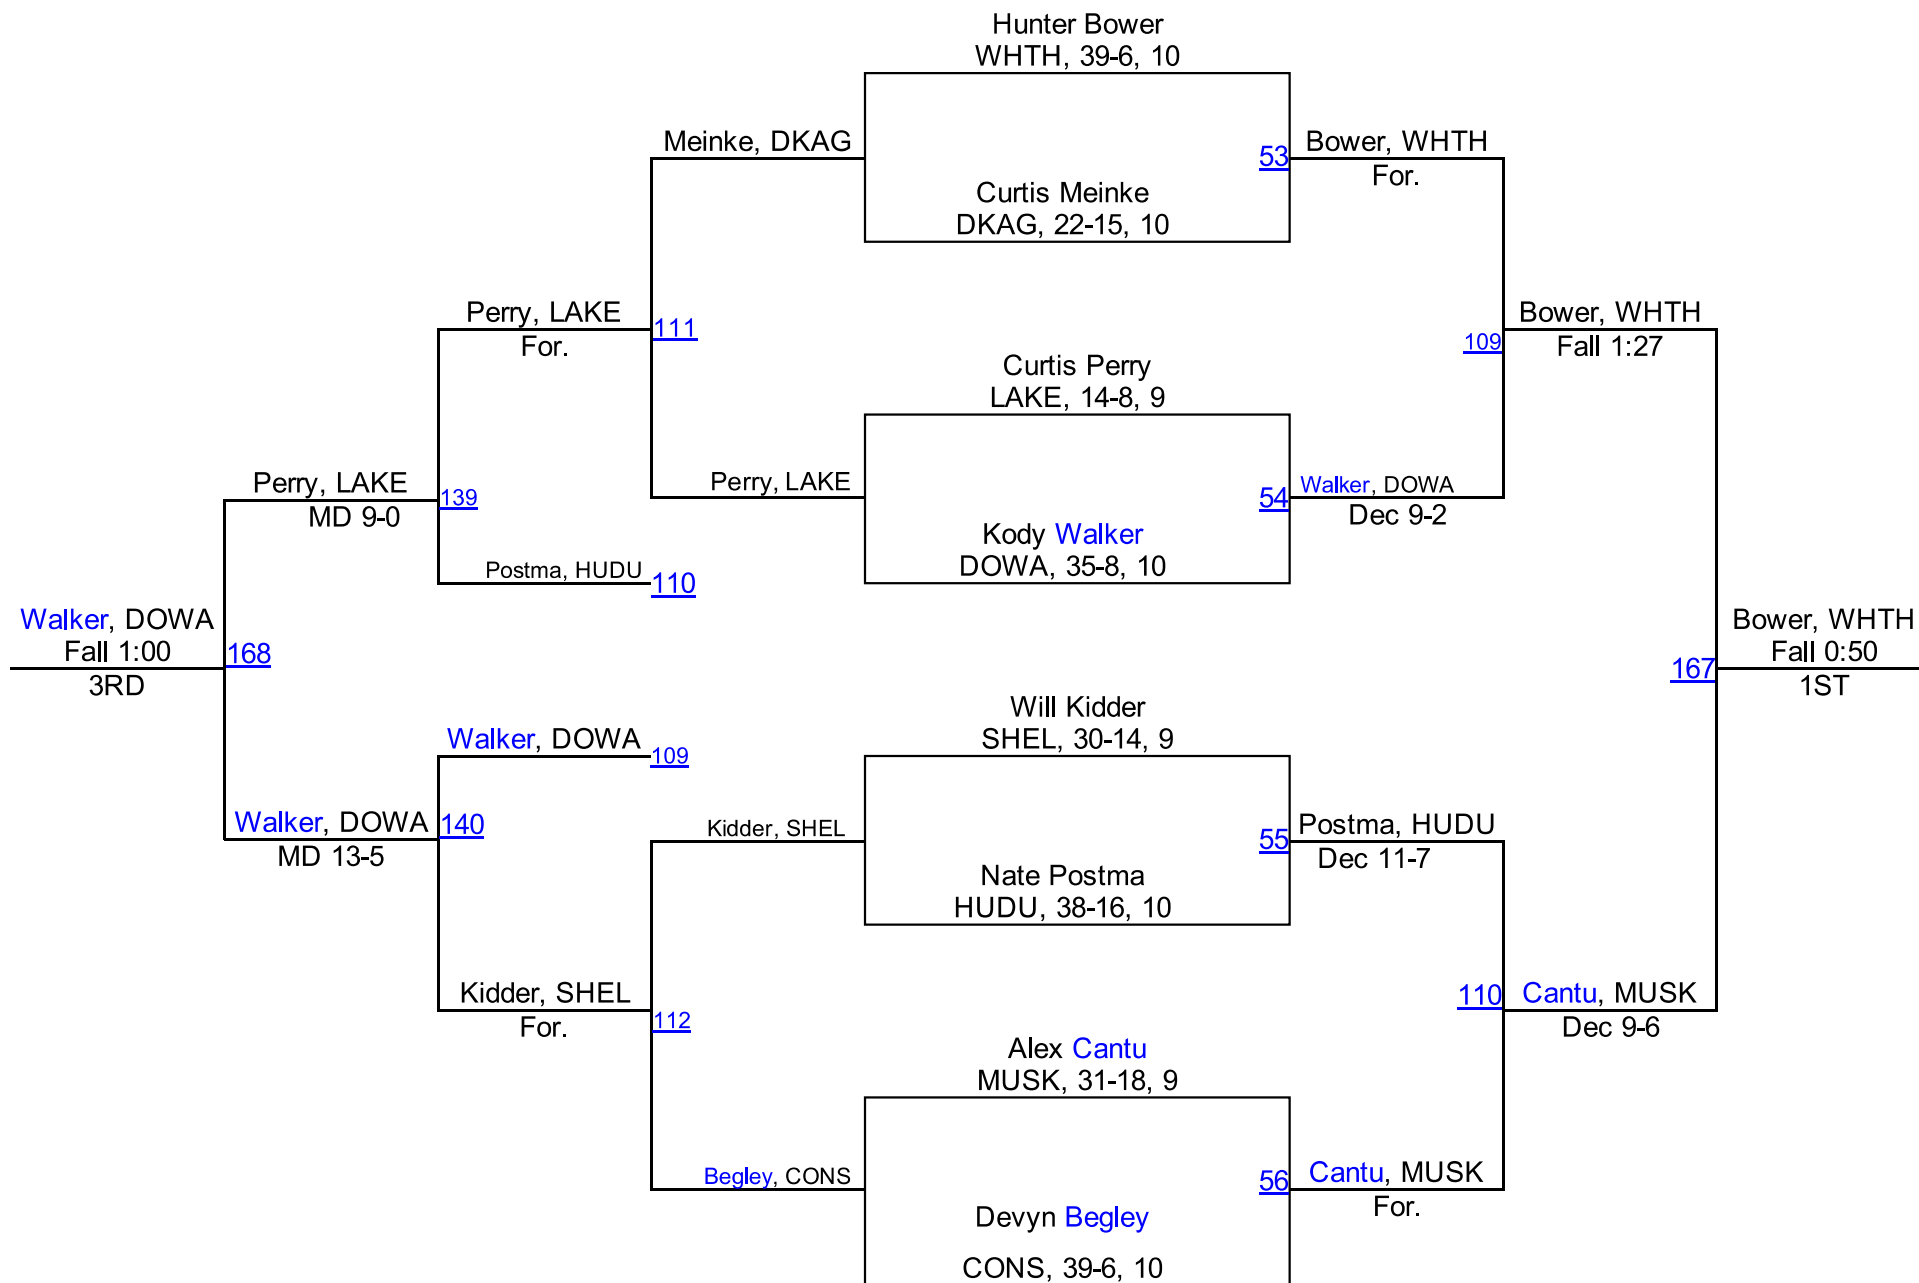 Hunter Bower
WHTH, 39-6, 10
Meinke, DKAG
53
Bower, WHTH
For.
Curtis Meinke
DKAG, 22-15, 10
Perry, LAKE
For.
111
109
Bower, WHTH
Fall 1:27
Curtis Perry
LAKE, 14-8, 9
Perry, LAKE
MD 9-0
139
Perry, LAKE
54
Walker, DOWA
Dec 9-2
Kody Walker
DOWA, 35-8, 10
Postma, HUDU
110
Walker, DOWA
Fall 1:00
3RD
168
167
Bower, WHTH
Fall 0:50
1ST
Will Kidder
SHEL, 30-14, 9
Walker, DOWA
109
Walker, DOWA
MD 13-5
140
Kidder, SHEL
55
Postma, HUDU
Dec 11-7
Nate Postma
HUDU, 38-16, 10
Kidder, SHEL
For.
112
110
Cantu, MUSK
Dec 9-6
Alex Cantu
MUSK, 31-18, 9
Begley, CONS
56
Cantu, MUSK
For.
Devyn Begley
CONS, 39-6, 10